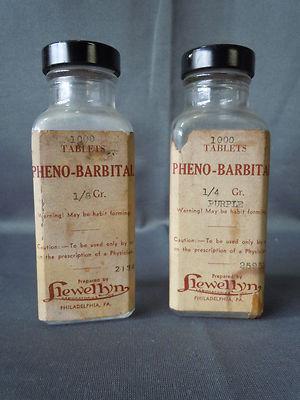 1000
TABLETS
PHENO-BARBITAL
Gr.
Warning! May be habit forming
Caution:—To be used only by
on the prescription of a Physician
Prepared by
Llewellyn
PHILADELPHIA, PA.
1000
TABLETS
PHENO-BARBITAL
1/4 Gr.
PURPLE
Warning! May be habit forming
Caution:—To be used only by
on the prescription of a Physician
Prepared by
Llewellyn
PHILADELPHIA, PA.